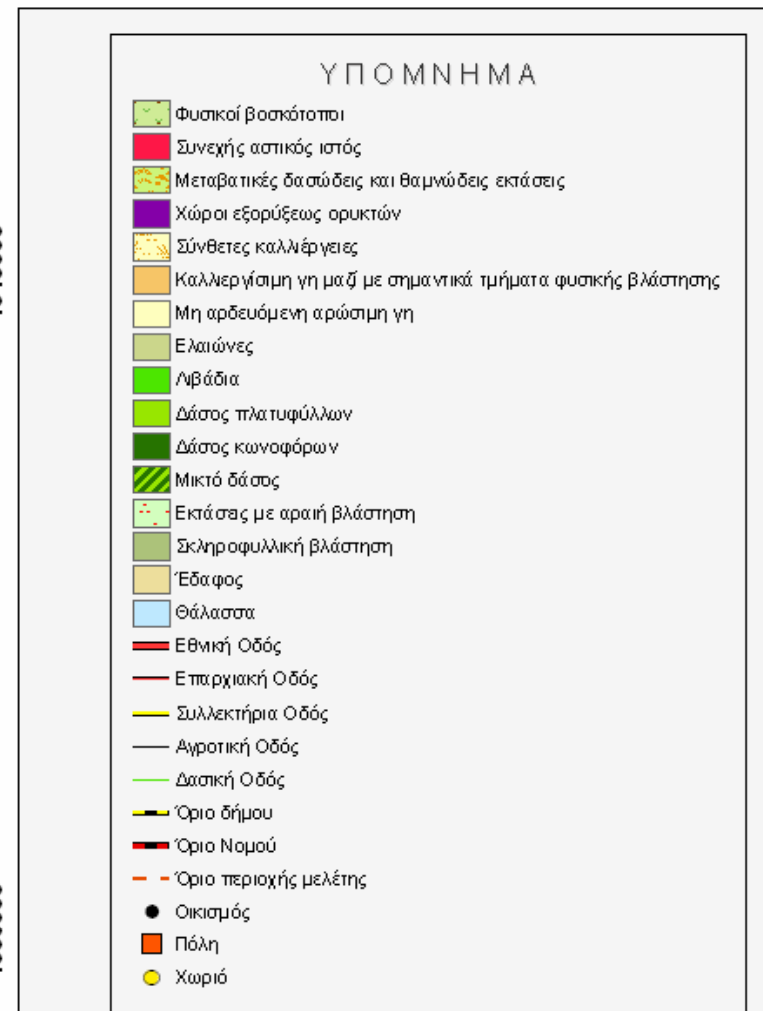 ΥΠΟΜΝΗΜΑ
Φυσικοί βοσκότοποι
Συνεχής αστικός ιστός
Μεταβατικές δασώδεις και θαμνώδεις εκτάσεις
Χώροι εξορύξεως ορυκτών
Σύνθετες καλλιέργειες
Καλλιεργίσιμη γη μαζί με σημαντικά τμήματα φυσικής βλάστησης
Μη αρδευόμενη αρώσιμη γη
Ελαιώνες
Λιβάδια
Δάσος πλατυφύλλων
Δάσος κωνοφόρων
Μικτό δάσος
Εκτάσεις με αραιή βλάστηση
Σκληροφυλλική βλάστηση
Έδαφος
Θάλασσα
Εθνική Οδός
Επαρχιακή Οδός
Συλλεκτήρια Οδός
Αγροτική Οδός
Δασική Οδός
Όριο δήμου
Όριο Νομού
Όριο περιοχής μελέτης
Οικισμός
Πόλη
Χωριό